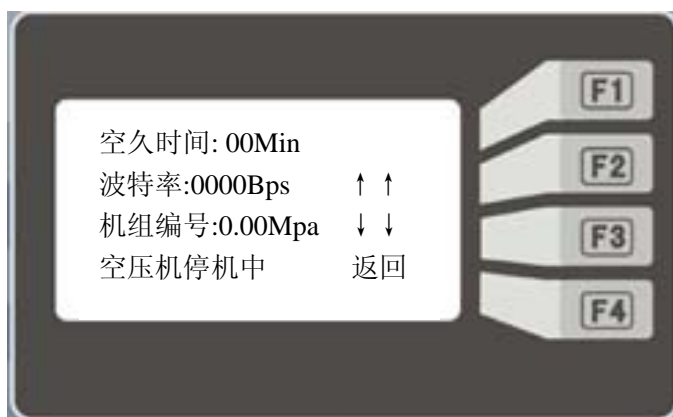 空久时间: 00Min
波特率:0000Bps ↑ ↑
机组编号:0.00Mpa ↓ ↓
空压机停机中 返回
F1
F2
F3
F4